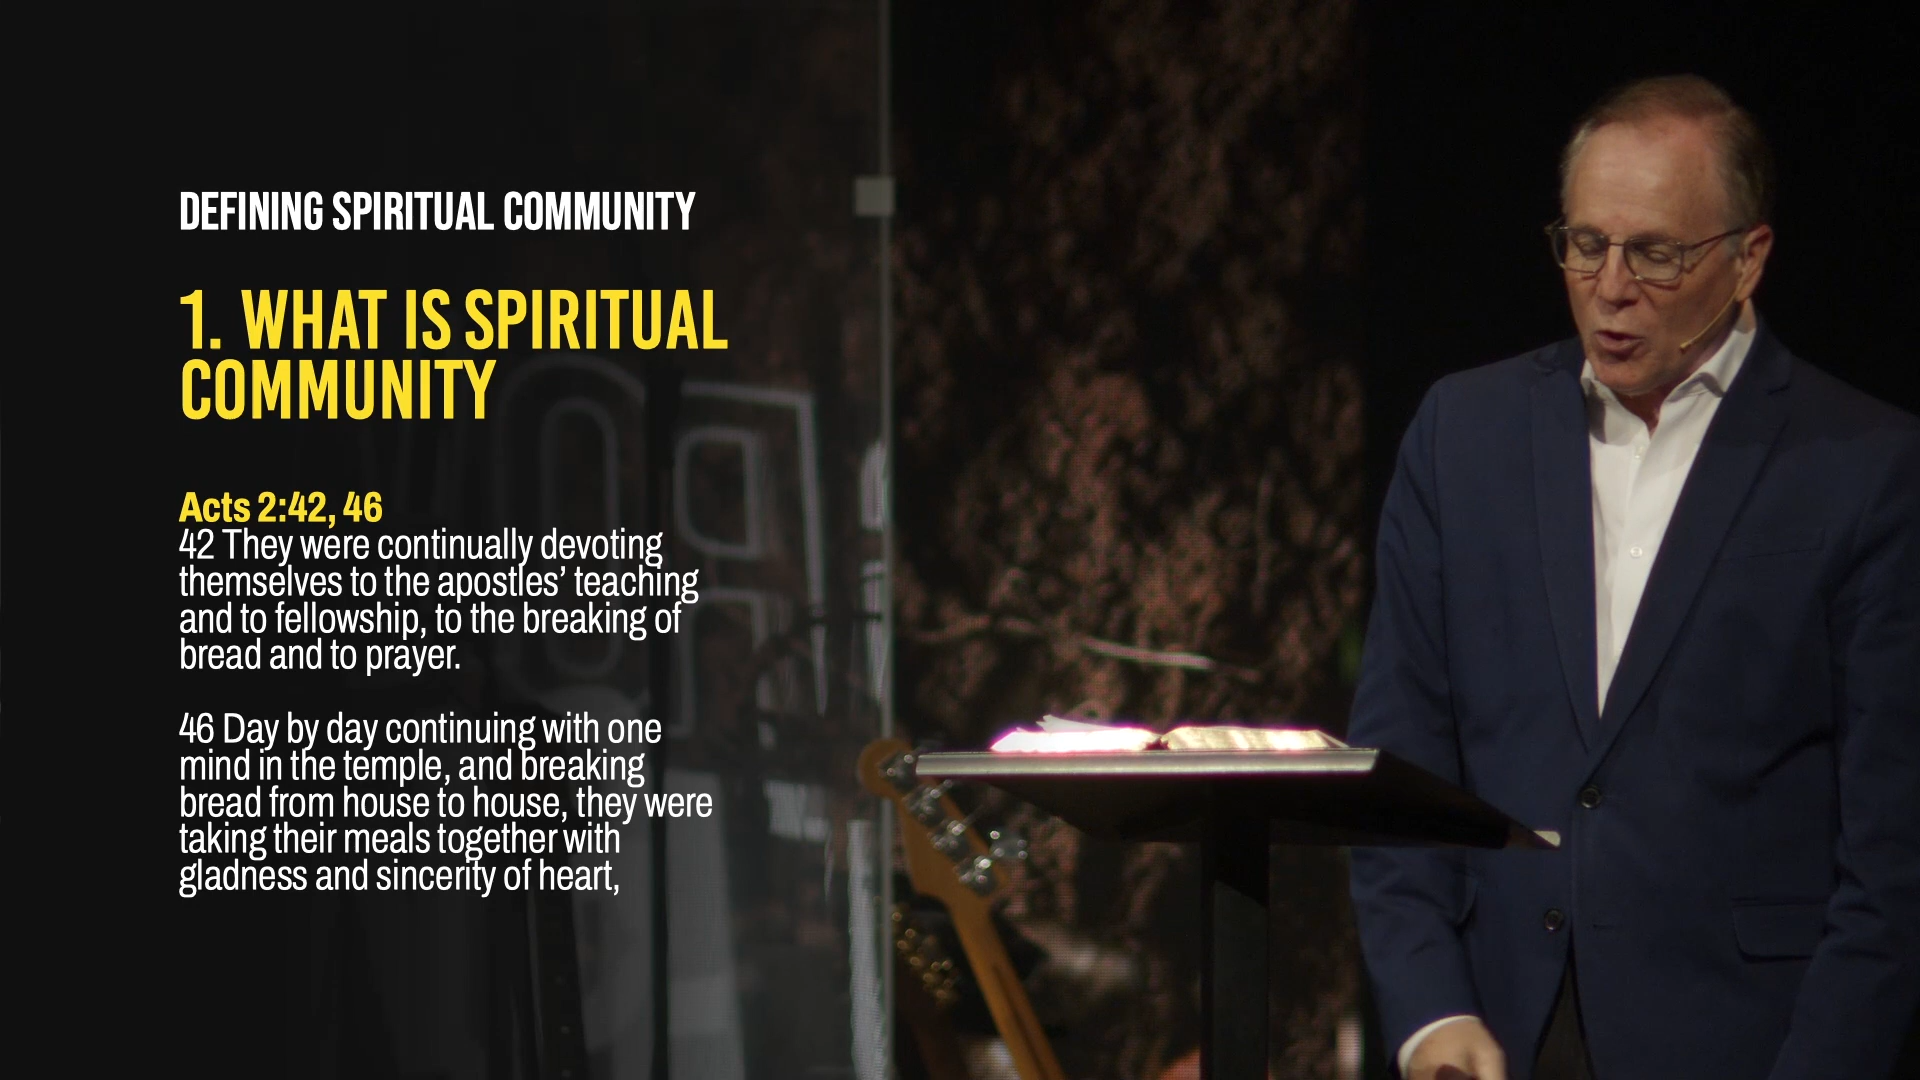 DEFINING SPIRITUAL COMMUNITY
1. WHAT IS SPIRITUAL
COMMUNITY
Acts 2:42, 46
42 They were continually devoting
themselves to the apostles’ teaching
and to fellowship, to the breaking of
bread and to prayer.
46 Day by day continuing with one
mind in the temple, and breaking
bread from house to house, they were
taking their meals together with
gladness and sincerity of heart,